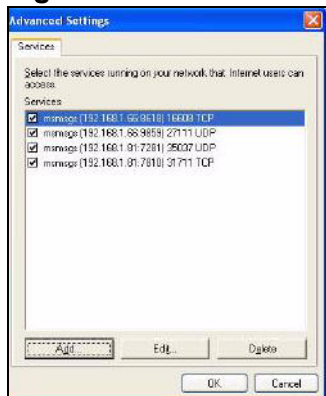 Advanced Settings
Services
Select the services running on your network that Internet users can
access.
Services
msmsgs (192.168.1.66:9618) 16608 TCP
msmsgs (192.168.1.66:9859) 27111 UDP
msmsgs (192.168.1.81:7281) 35037 UDP
msmsgs (192.168.1.81:7810) 31711 TCP
Add... Edit... Delete
OK Cancel